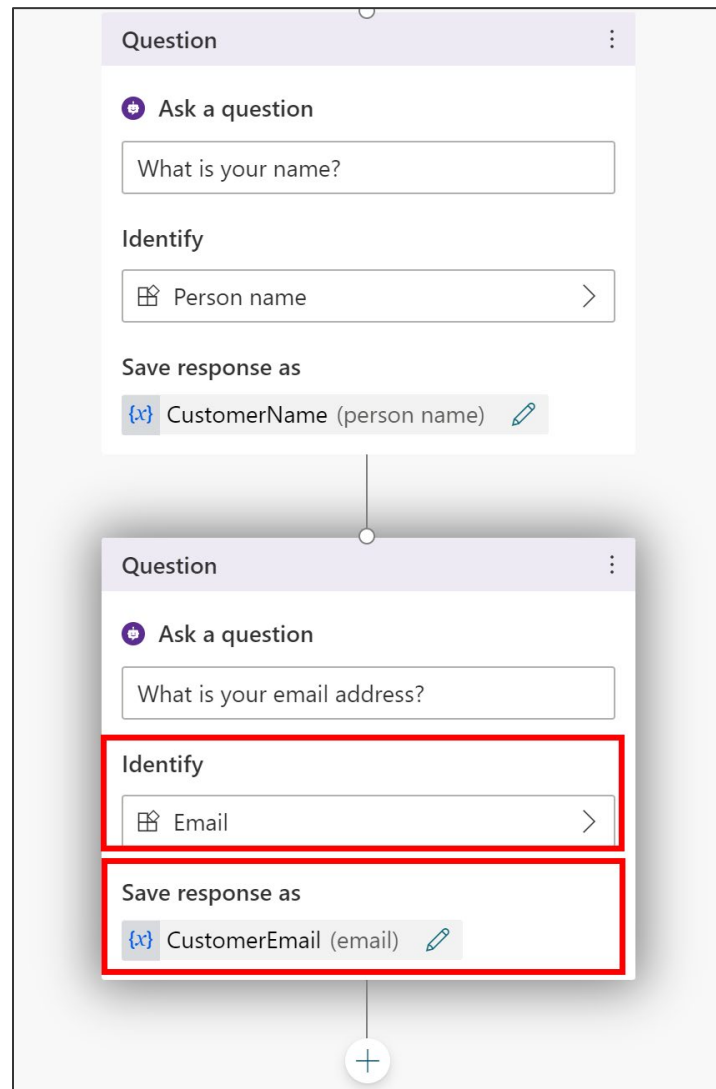 Question
Ask a question
What is your name?
Identify
Person name
Save response as
{x} CustomerName (person name)
Question
Ask a question
What is your email address?
Identify
Email
Save response as
{x} CustomerEmail (email)